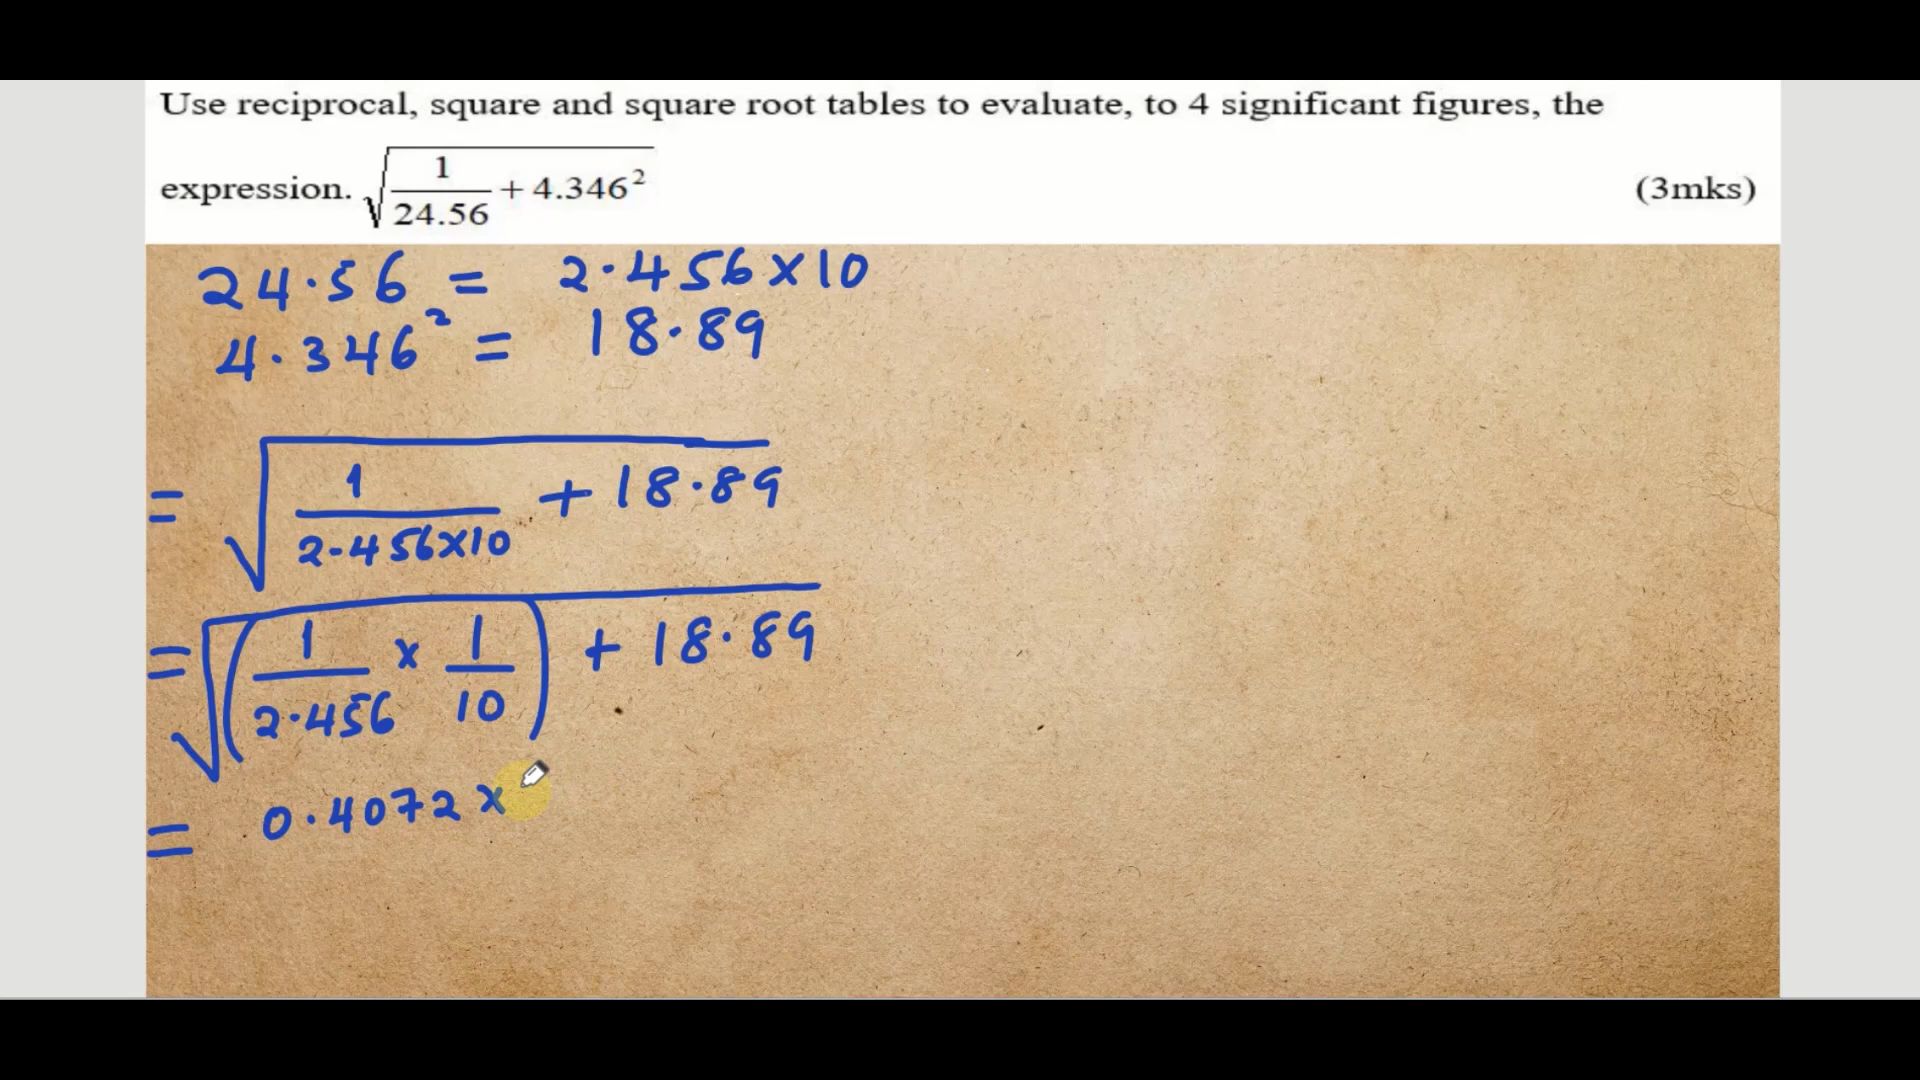 Use reciprocal, square and square root tables to evaluate, to 4 significant figures, the
expression. √(1/24.56 + 4.346²) (3mks)
24.56 = 2.456×10
4.346² = 18.89
= √(1/2.456×10 + 18.89)
= √((1/2.456 × 1/10) + 18.89)
= 0.4072 ×